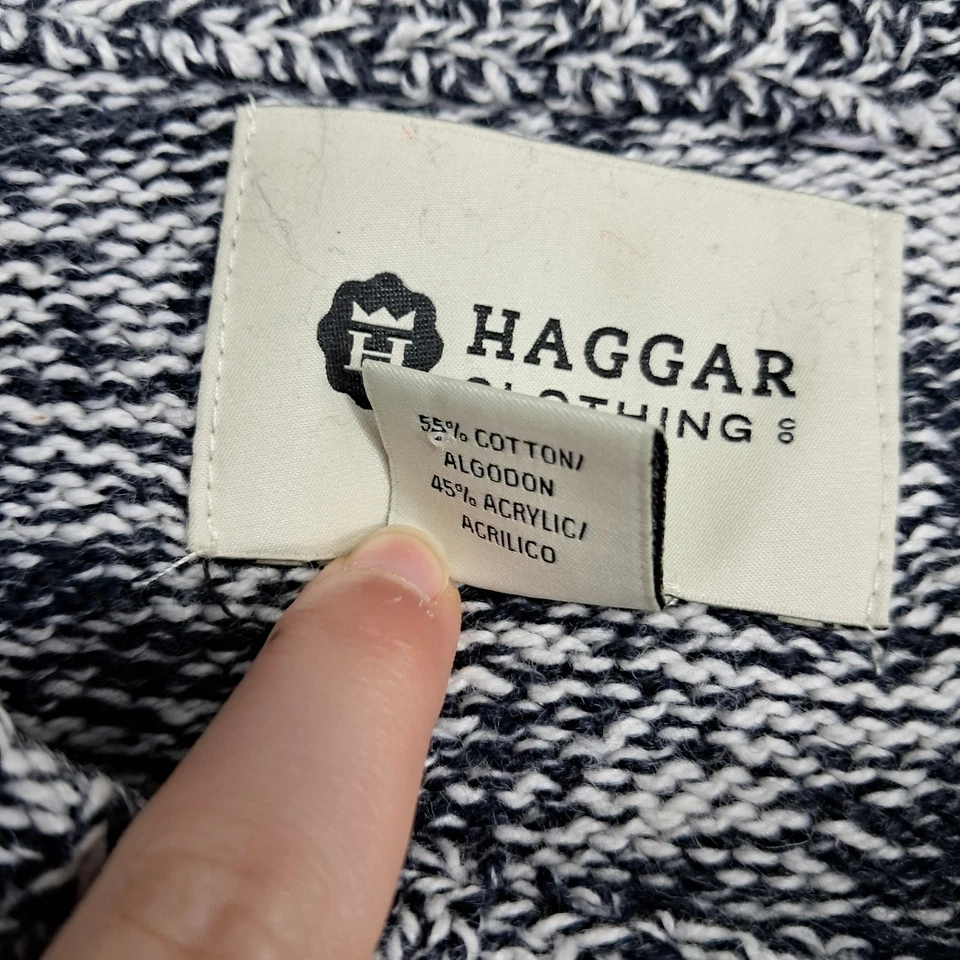 H
HAGGAR
CLOTHING CO
55% COTTON/
ALGODON
45% ACRYLIC/
ACRILICO